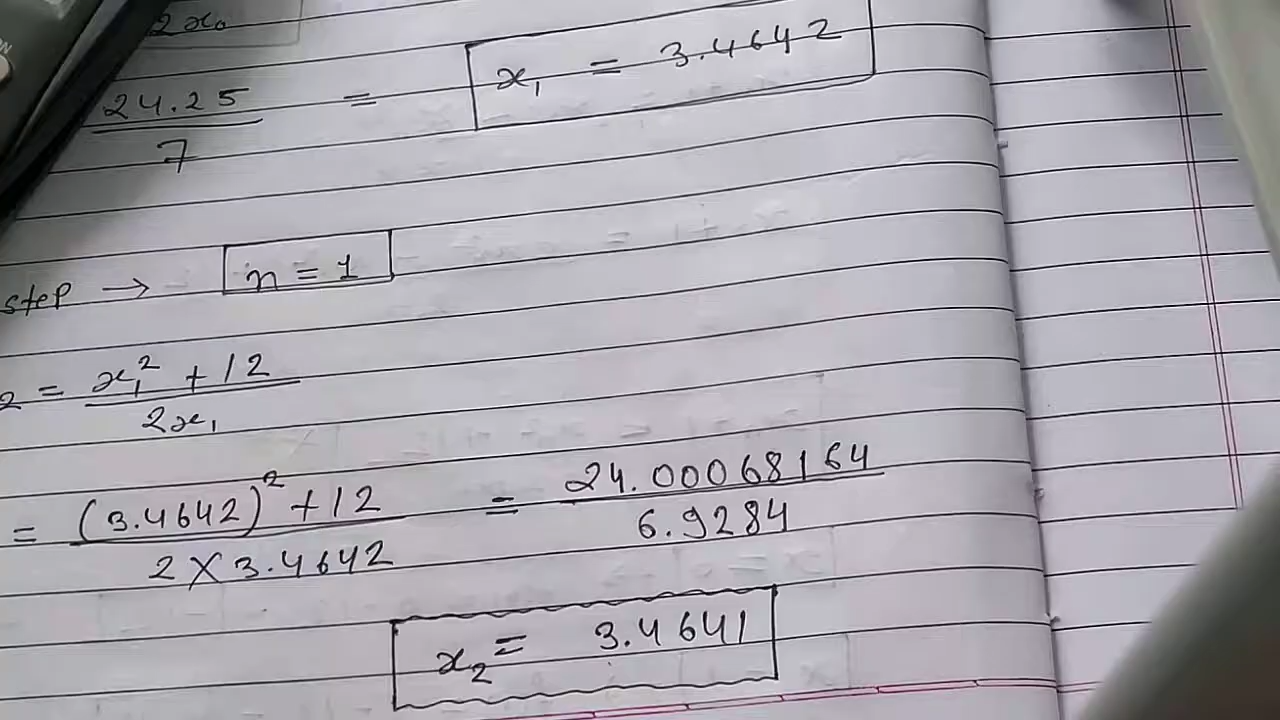 2x₀
24.25 / 7 = x₁ = 3.4642
step → n = 1
2 = x₁² + 12 / 2x₁
= (3.4642)² + 12 / 2 × 3.4642 = 24.00068164 / 6.9284
x₂ = 3.4641